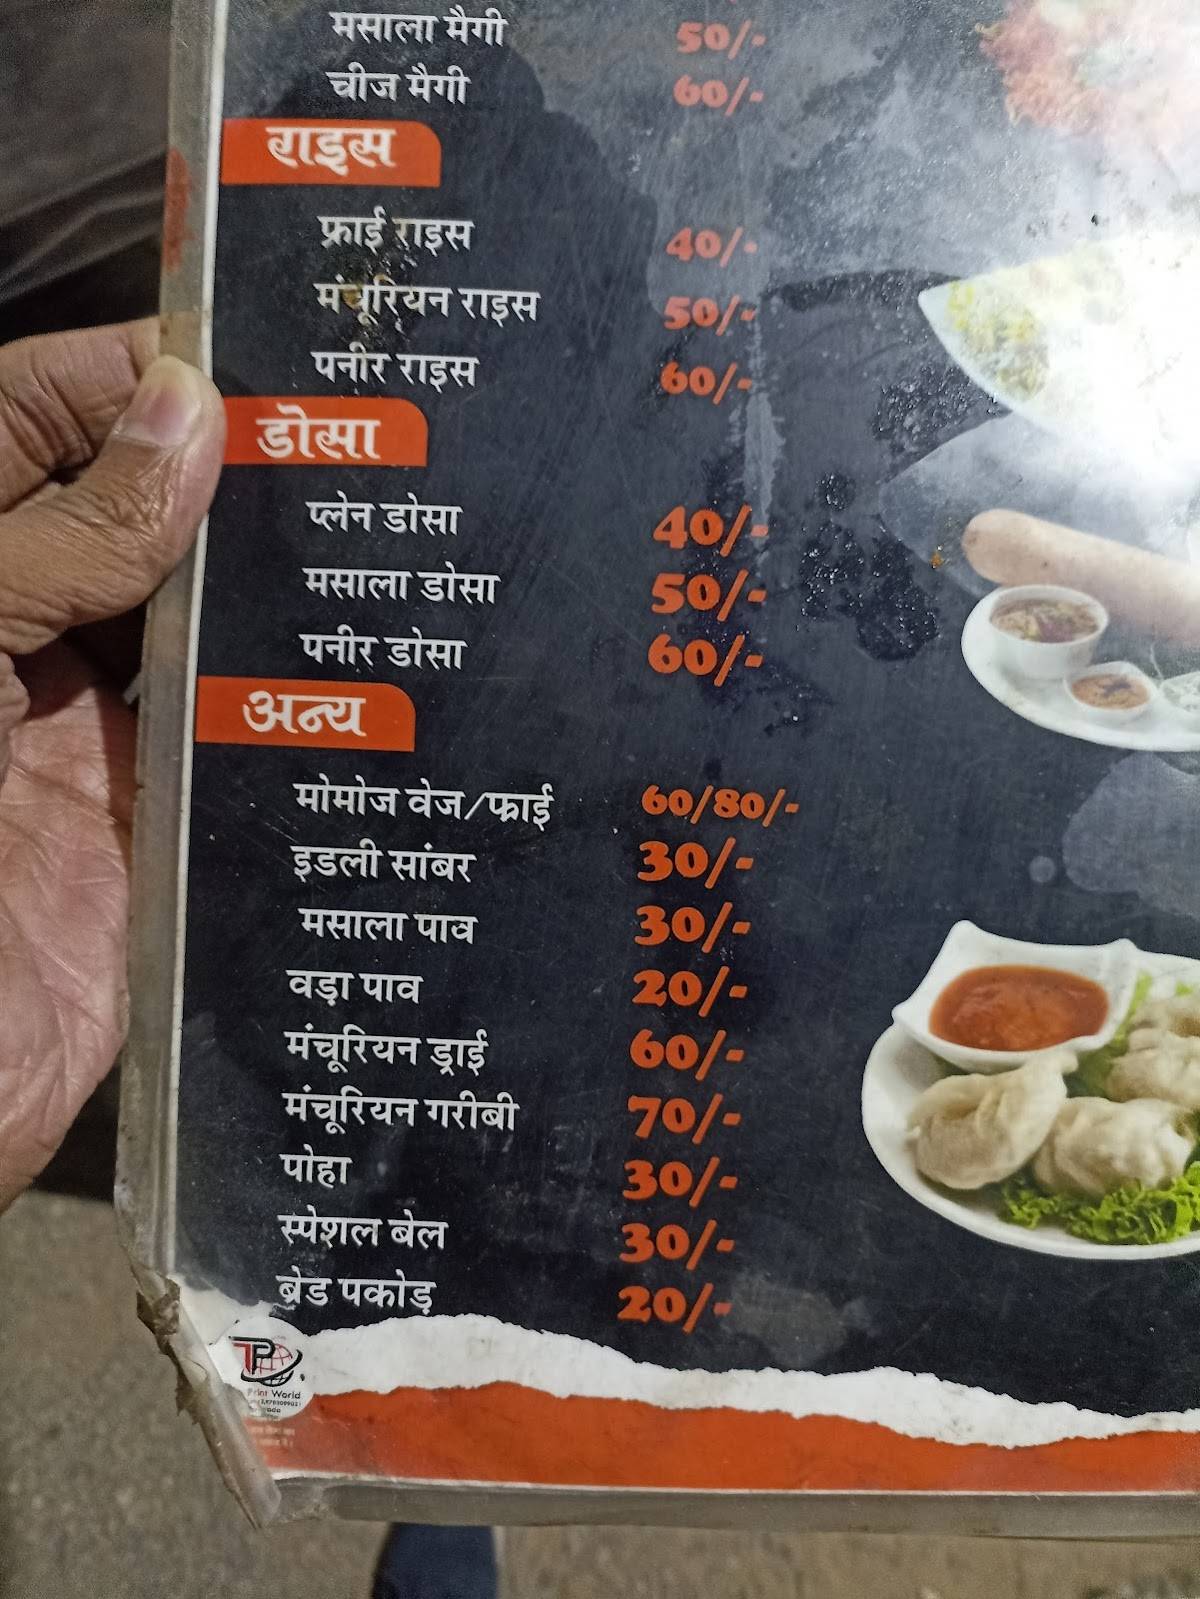 मसाला मैगी 50/-
चीज मैगी 60/-
राइस
फ्राई राइस 40/-
मंचूरियन राइस 50/-
पनीर राइस 60/-
डोसा
प्लेन डोसा 40/-
मसाला डोसा 50/-
पनीर डोसा 60/-
अन्य
मोमोज वेज/फ्राई 60/80/-
इडली सांबर 30/-
मसाला पाव 30/-
वड़ा पाव 20/-
मंचूरियन ड्राई 60/-
मंचूरियन गरीबी 70/-
पोहा 30/-
स्पेशल बेल 30/-
ब्रेड पकोड़ 20/-
TP
Print World